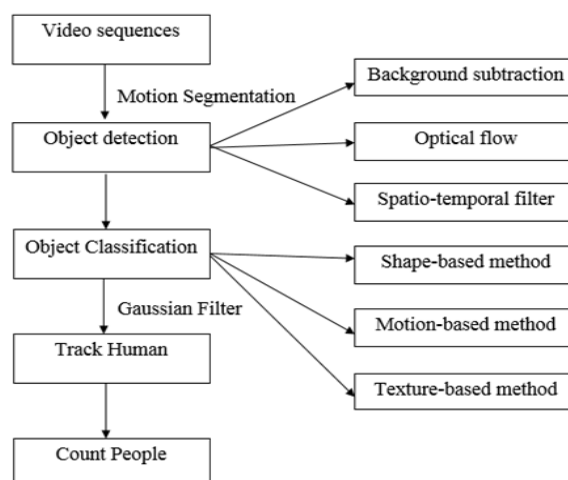 Video sequences
Motion Segmentation
Object detection
Object Classification
Gaussian Filter
Track Human
Count People
Background subtraction
Optical flow
Spatio-temporal filter
Shape-based method
Motion-based method
Texture-based method